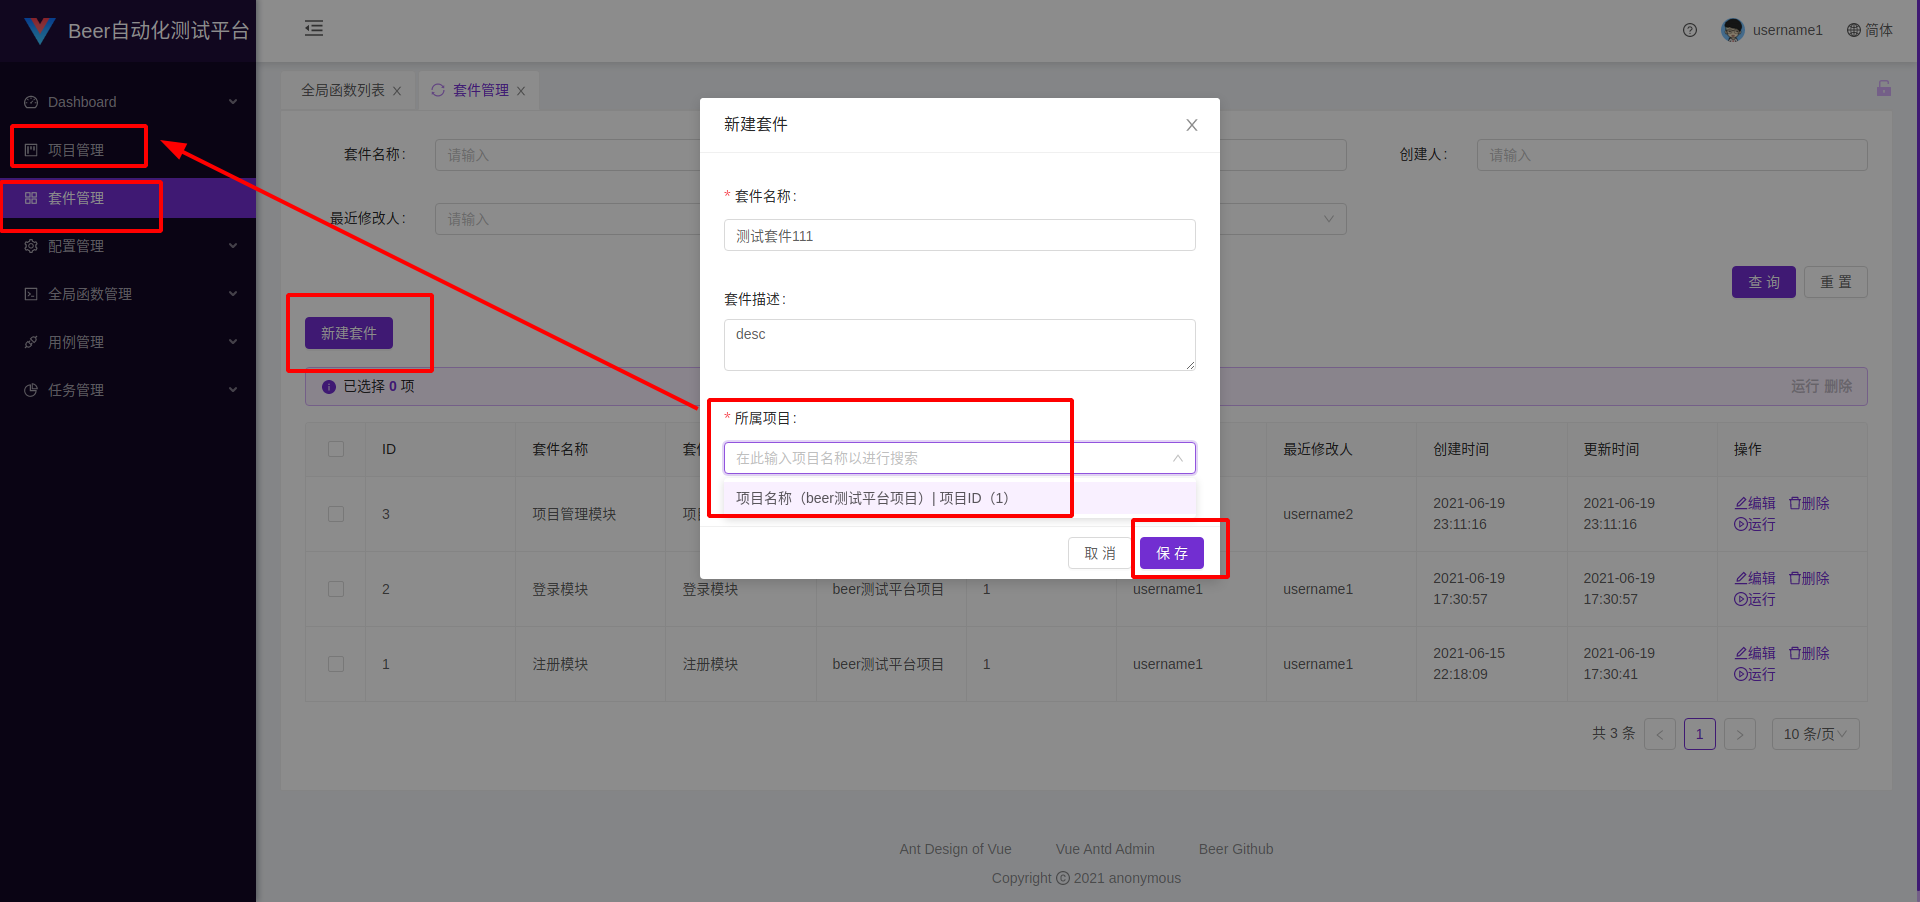 Beer自动化测试平台
username1
简体
Dashboard
项目管理
套件管理
配置管理
全局函数管理
用例管理
任务管理
全局函数列表
套件管理
套件名称:
请输入
创建人:
请输入
最近修改人:
请输入
查 询
重 置
新建套件
已选择 0 项
运行 删除
新建套件
* 套件名称:
测试套件111
套件描述:
desc
* 所属项目:
在此输入项目名称以进行搜索
项目名称（beer测试平台项目）| 项目ID（1）
取 消
保 存
ID 套件名称 最近修改人 创建时间 更新时间 操作
3 项目管理模块 username2 2021-06-19 23:11:16 2021-06-19 23:11:16 编辑 删除 运行
2 登录模块 登录模块 beer测试平台项目 1 username1 username1 2021-06-19 17:30:57 2021-06-19 17:30:57 编辑 删除 运行
1 注册模块 注册模块 beer测试平台项目 1 username1 username1 2021-06-15 22:18:09 2021-06-19 17:30:41 编辑 删除 运行
共 3 条 < 1 > 10 条/页
Ant Design of Vue Vue Antd Admin Beer Github
Copyright © 2021 anonymous